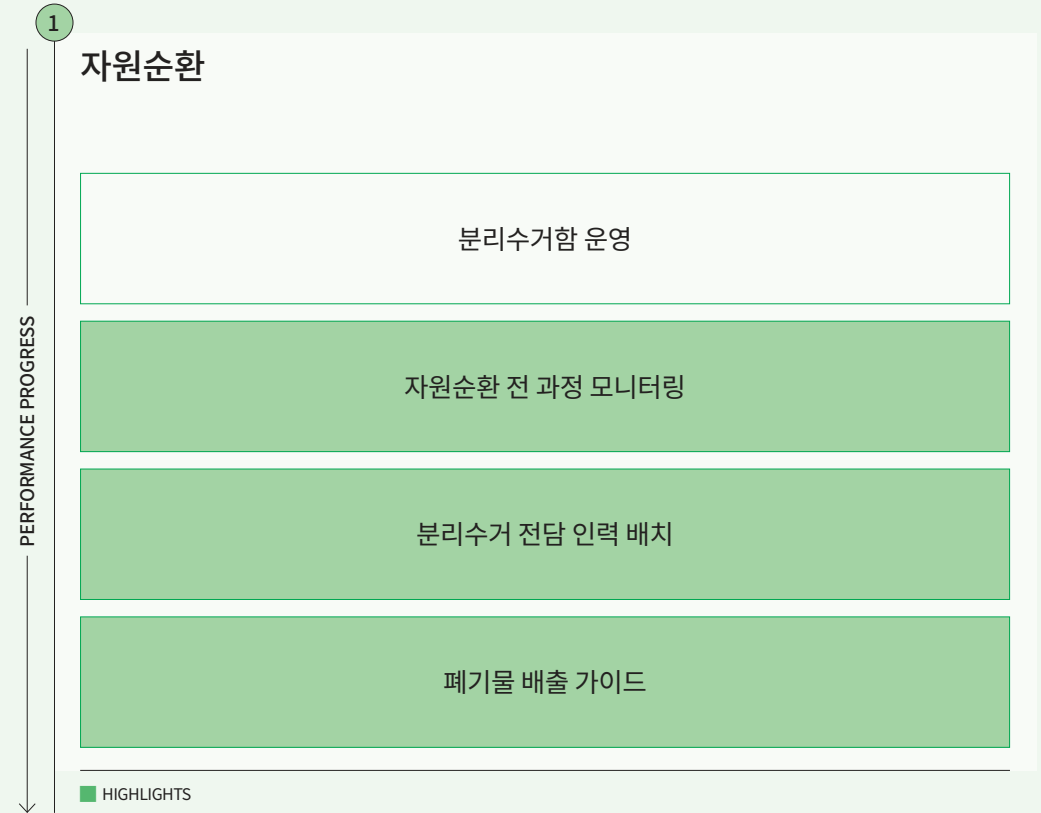 1
자원순환
분리수거함 운영
자원순환 전 과정 모니터링
분리수거 전담 인력 배치
폐기물 배출 가이드
PERFORMANCE PROGRESS
HIGHLIGHTS